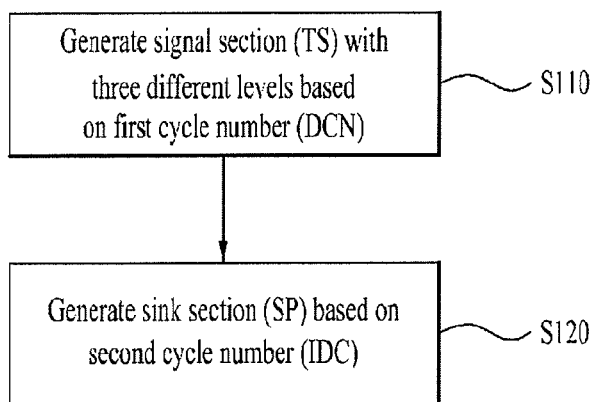 Generate signal section (TS) with
three different levels based
on first cycle number (DCN)
S110
Generate sink section (SP) based on
second cycle number (IDC)
S120